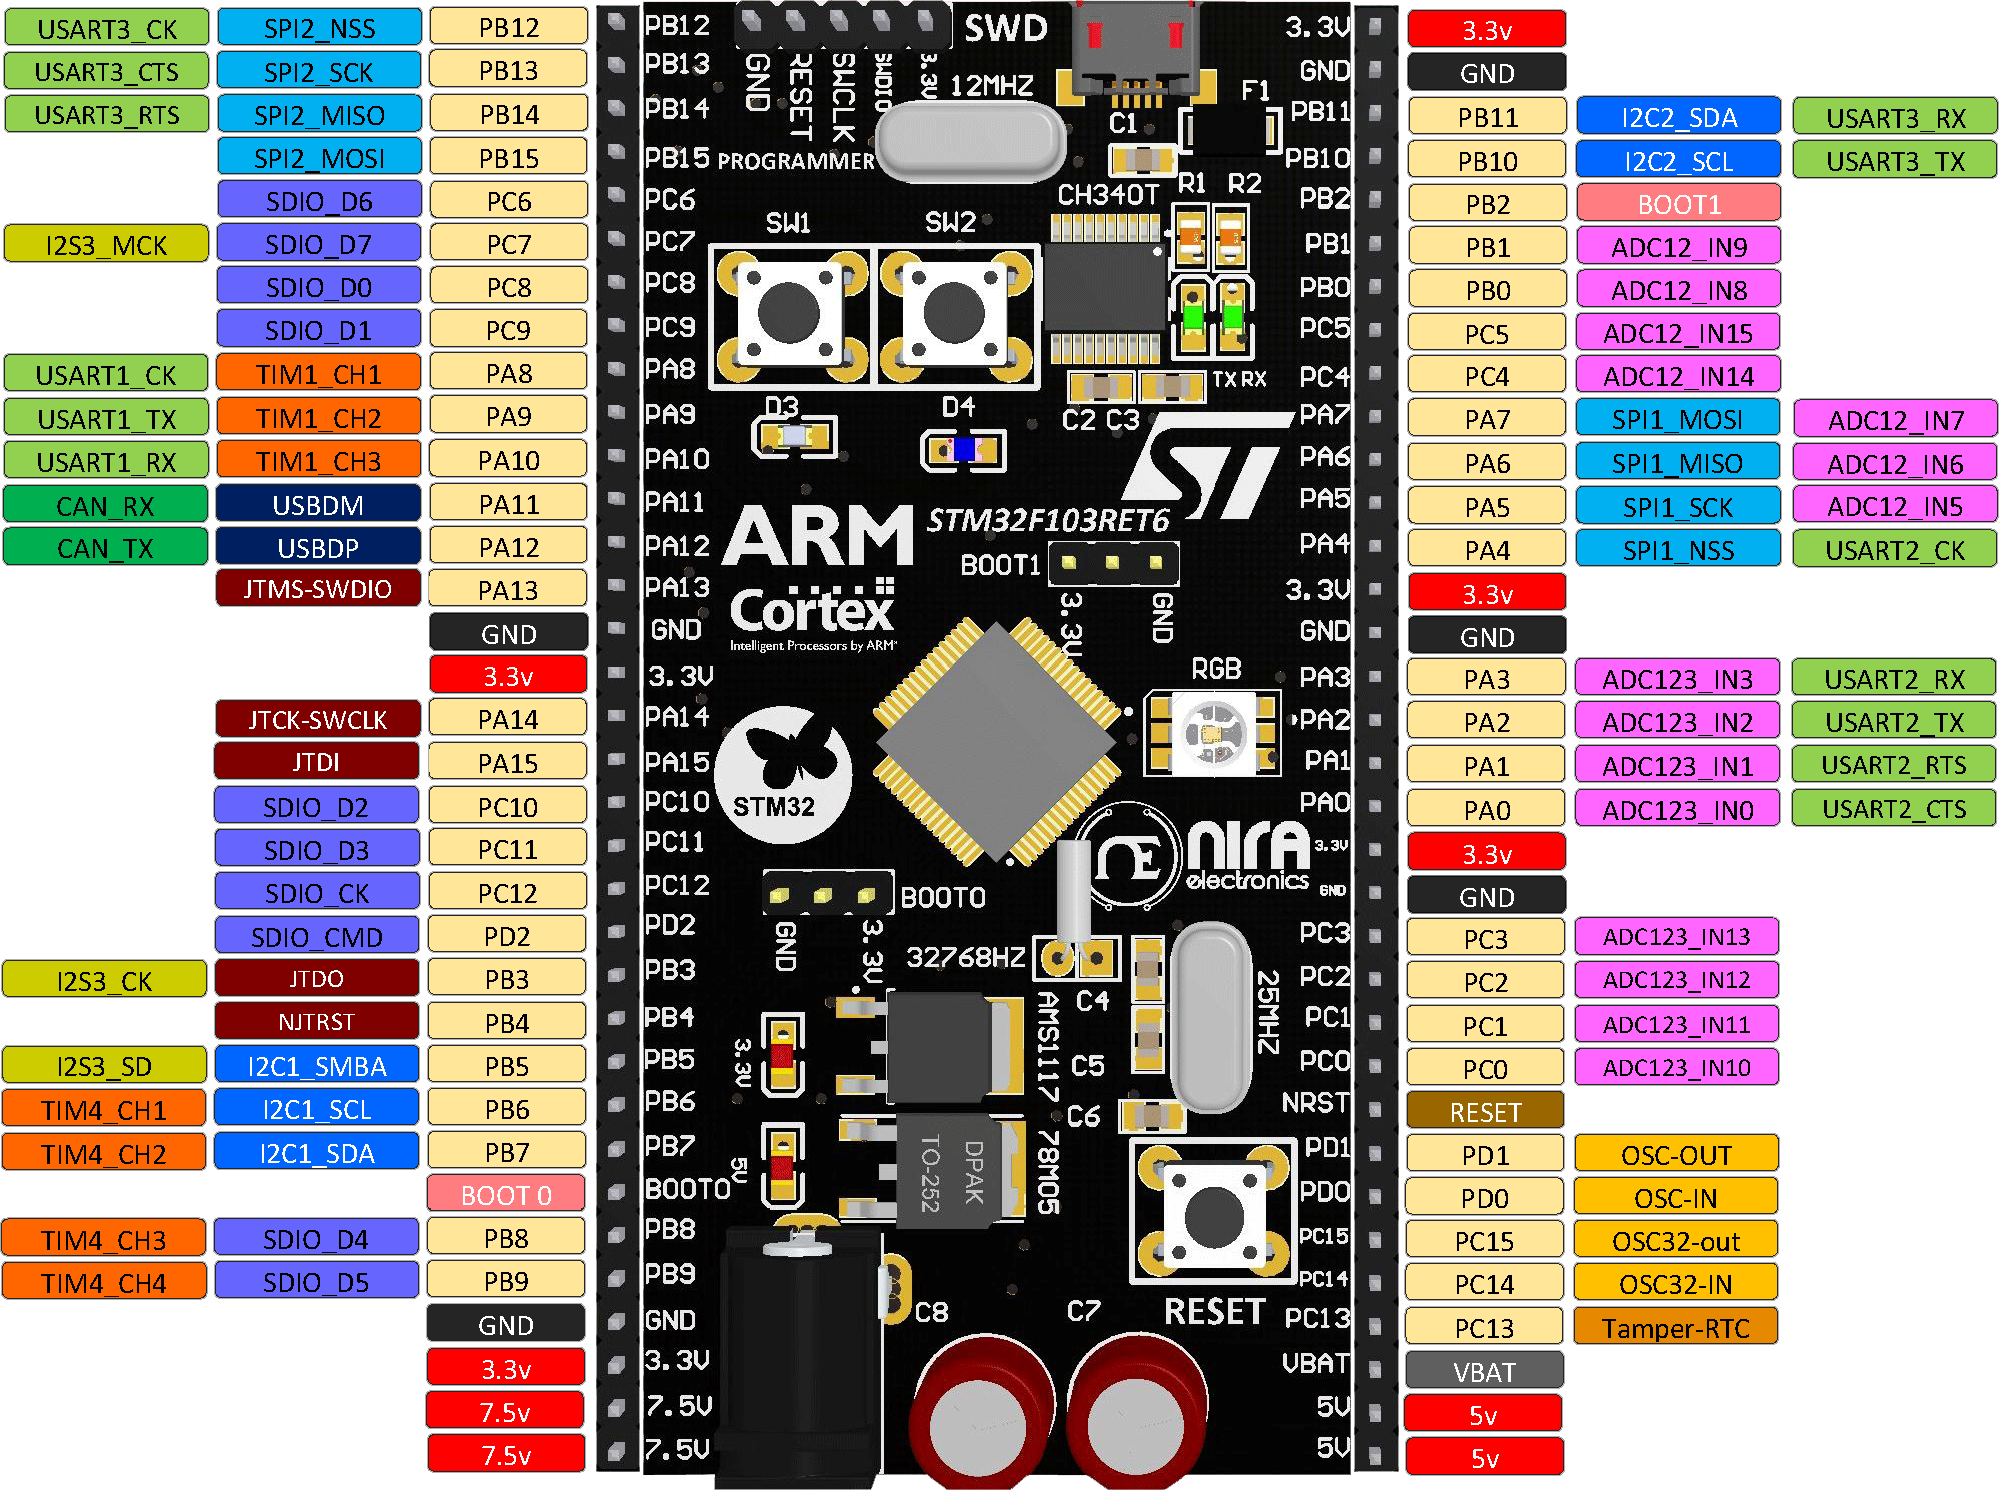 USART3_CK SPI2_NSS PB12
USART3_CTS SPI2_SCK PB13
USART3_RTS SPI2_MISO PB14
SPI2_MOSI PB15
SDIO_D6 PC6
I2S3_MCK SDIO_D7 PC7
SDIO_D0 PC8
SDIO_D1 PC9
USART1_CK TIM1_CH1 PA8
USART1_TX TIM1_CH2 PA9
USART1_RX TIM1_CH3 PA10
CAN_RX USBDM PA11
CAN_TX USBDP PA12
JTMS-SWDIO PA13
GND
3.3v
JTCK-SWCLK PA14
JTDI PA15
SDIO_D2 PC10
SDIO_D3 PC11
SDIO_CK PC12
SDIO_CMD PD2
I2S3_CK JTDO PB3
NJTRST PB4
I2S3_SD I2C1_SMBA PB5
TIM4_CH1 I2C1_SCL PB6
TIM4_CH2 I2C1_SDA PB7
BOOT 0
TIM4_CH3 SDIO_D4 PB8
TIM4_CH4 SDIO_D5 PB9
GND
3.3v
7.5v
7.5v
PB12
PB13
PB14
PB15
PC6
PC7
PC8
PC9
PA8
PA9
PA10
PA11
PA12
PA13
GND
3.3V
PA14
PA15
PC10
PC11
PC12
PD2
PB3
PB4
PB5
PB6
PB7
BOOT0
PB8
PB9
GND
3.3V
7.5V
7.5V
SWD
GND
RESET
SWCLK
SWDIO
3.3V
PROGRAMMER
12MHZ
C1
F1
CH340T
R1 R2
SW1 SW2
TX RX
C2 C3
D3 D4
ST
ARM
Cortex
Intelligent Processors by ARM
STM32F103RET6
BOOT1
3.3V
GND
RGB
STM32
NE
nira
electronics
BOOT0
GND
3.3V
32768HZ
C4
25MHZ
AMS1117
C5
C6
78M05
3.3V
5V
DPAK
TO-252
RESET
C8
C7
3.3V
GND
PB11
PB10
PB2
PB1
PB0
PC5
PC4
PA7
PA6
PA5
PA4
3.3V
GND
PA3
PA2
PA1
PA0
3.3V
GND
PC3
PC2
PC1
PC0
NRST
PD1
PD0
PC15
PC14
PC13
VBAT
5V
5V
3.3v
GND
PB11 I2C2_SDA USART3_RX
PB10 I2C2_SCL USART3_TX
PB2 BOOT1
PB1 ADC12_IN9
PB0 ADC12_IN8
PC5 ADC12_IN15
PC4 ADC12_IN14
PA7 SPI1_MOSI ADC12_IN7
PA6 SPI1_MISO ADC12_IN6
PA5 SPI1_SCK ADC12_IN5
PA4 SPI1_NSS USART2_CK
3.3v
GND
PA3 ADC123_IN3 USART2_RX
PA2 ADC123_IN2 USART2_TX
PA1 ADC123_IN1 USART2_RTS
PA0 ADC123_IN0 USART2_CTS
3.3v
GND
PC3 ADC123_IN13
PC2 ADC123_IN12
PC1 ADC123_IN11
PC0 ADC123_IN10
RESET
PD1 OSC-OUT
PD0 OSC-IN
PC15 OSC32-out
PC14 OSC32-IN
PC13 Tamper-RTC
VBAT
5v
5v